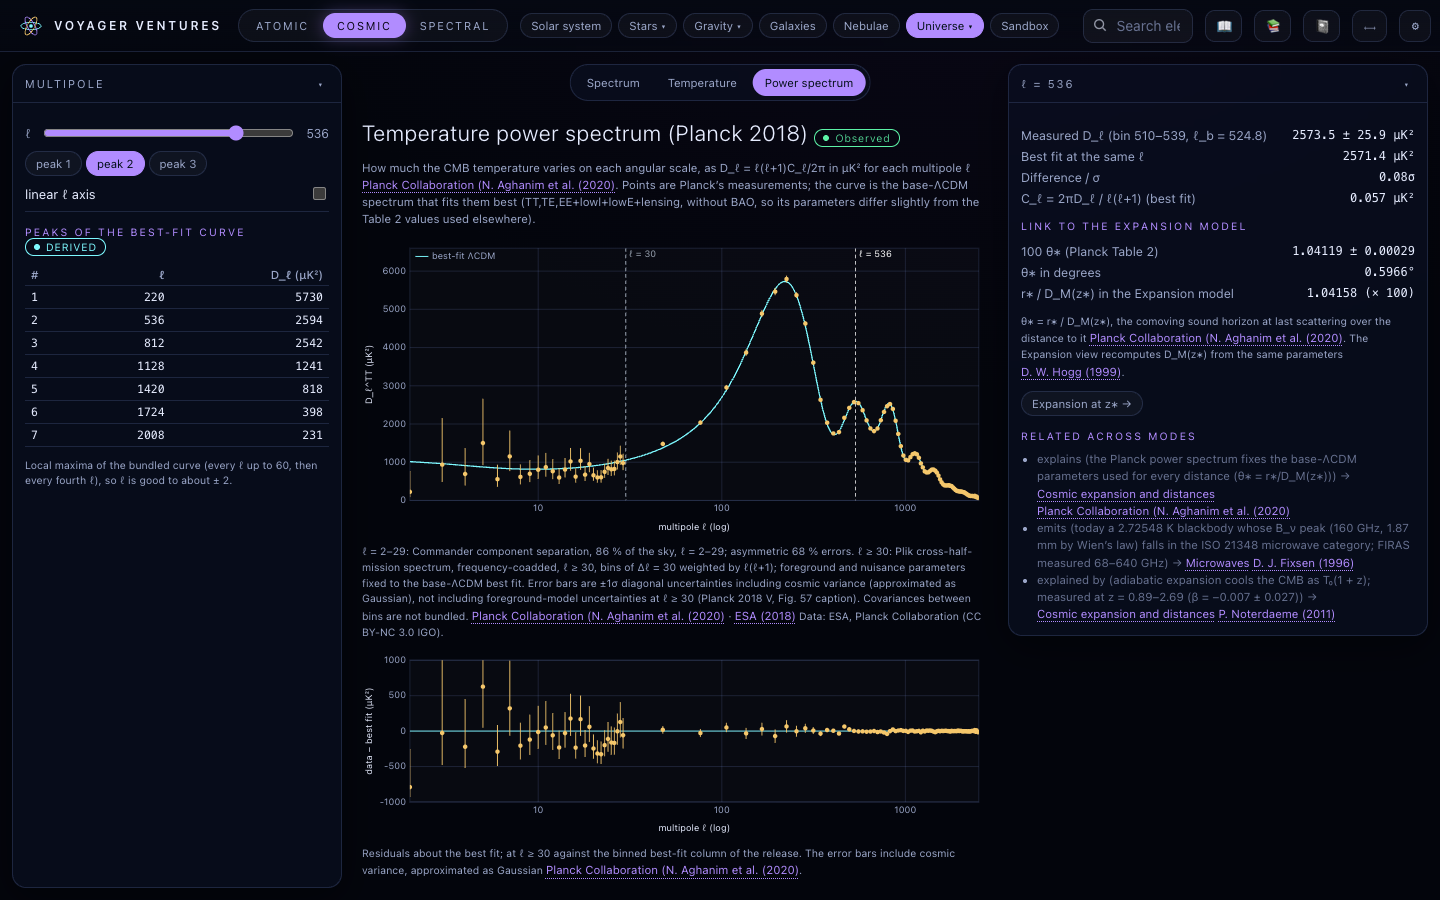 VOYAGER VENTURES
ATOMIC COSMIC SPECTRAL
Solar system Stars ▾ Gravity ▾ Galaxies Nebulae Universe ▾ Sandbox
Search ele
MULTIPOLE ▾
ℓ 536
peak 1 peak 2 peak 3
linear ℓ axis
PEAKS OF THE BEST-FIT CURVE
DERIVED
# ℓ D_ℓ (μK²)
1 220 5730
2 536 2594
3 812 2542
4 1128 1241
5 1420 818
6 1724 398
7 2008 231
Local maxima of the bundled curve (every ℓ up to 60, then
every fourth ℓ), so ℓ is good to about ± 2.
Spectrum Temperature Power spectrum
Temperature power spectrum (Planck 2018) Observed
How much the CMB temperature varies on each angular scale, as D_ℓ = ℓ(ℓ+1)C_ℓ/2π in μK² for each multipole ℓ
Planck Collaboration (N. Aghanim et al. (2020). Points are Planck's measurements; the curve is the base-ΛCDM
spectrum that fits them best (TT,TE,EE+lowl+lowE+lensing, without BAO, so its parameters differ slightly from the
Table 2 values used elsewhere).
best-fit ΛCDM
ℓ = 30
ℓ = 536
D_ℓ^TT (μK²)
6000
5000
4000
3000
2000
1000
0
10 100 1000
multipole ℓ (log)
ℓ = 2–29: Commander component separation, 86 % of the sky, ℓ = 2–29; asymmetric 68 % errors. ℓ ≥ 30: Plik cross-half-
mission spectrum, frequency-coadded, ℓ ≥ 30, bins of Δℓ = 30 weighted by ℓ(ℓ+1); foreground and nuisance parameters
fixed to the base-ΛCDM best fit. Error bars are ±1σ diagonal uncertainties including cosmic variance (approximated as
Gaussian), not including foreground-model uncertainties at ℓ ≥ 30 (Planck 2018 V, Fig. 57 caption). Covariances between
bins are not bundled. Planck Collaboration (N. Aghanim et al. (2020) · ESA (2018) Data: ESA, Planck Collaboration (CC
BY-NC 3.0 IGO).
data − best fit (μK²)
1000
500
0
-500
-1000
10 100 1000
multipole ℓ (log)
Residuals about the best fit; at ℓ ≥ 30 against the binned best-fit column of the release. The error bars include cosmic
variance, approximated as Gaussian Planck Collaboration (N. Aghanim et al. (2020).
ℓ = 536 ▾
Measured D_ℓ (bin 510–539, ℓ_b = 524.8) 2573.5 ± 25.9 μK²
Best fit at the same ℓ 2571.4 μK²
Difference / σ 0.08σ
C_ℓ = 2πD_ℓ / ℓ(ℓ+1) (best fit) 0.057 μK²
LINK TO THE EXPANSION MODEL
100 θ∗ (Planck Table 2) 1.04119 ± 0.00029
θ∗ in degrees 0.5966°
r∗ / D_M(z∗) in the Expansion model 1.04158 (× 100)
θ∗ = r∗ / D_M(z∗), the comoving sound horizon at last scattering over the
distance to it Planck Collaboration (N. Aghanim et al. (2020). The
Expansion view recomputes D_M(z∗) from the same parameters
D. W. Hogg (1999).
Expansion at z∗ →
RELATED ACROSS MODES
• explains (the Planck power spectrum fixes the base-ΛCDM
parameters used for every distance (θ∗ = r∗/D_M(z∗))) →
Cosmic expansion and distances
Planck Collaboration (N. Aghanim et al. (2020)
• emits (today a 2.72548 K blackbody whose B_ν peak (160 GHz, 1.87
mm by Wien's law) falls in the ISO 21348 microwave category; FIRAS
measured 68–640 GHz) → Microwaves D. J. Fixsen (1996)
• explained by (adiabatic expansion cools the CMB as T₀(1 + z);
measured at z = 0.89–2.69 (β = −0.007 ± 0.027)) →
Cosmic expansion and distances P. Noterdaeme (2011)